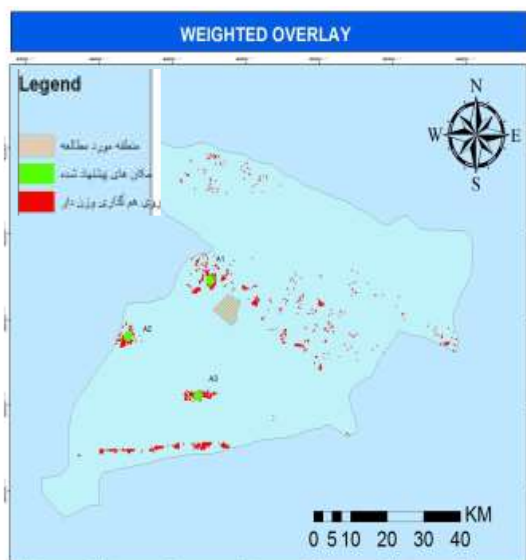 WEIGHTED OVERLAY
Legend
منطقه مورد مطالعه
مکان های پیشنهاد شده
روی هم گذاری وزن دار
N
W E
S
A1
A2
A3
KM
0 5 10 20 30 40